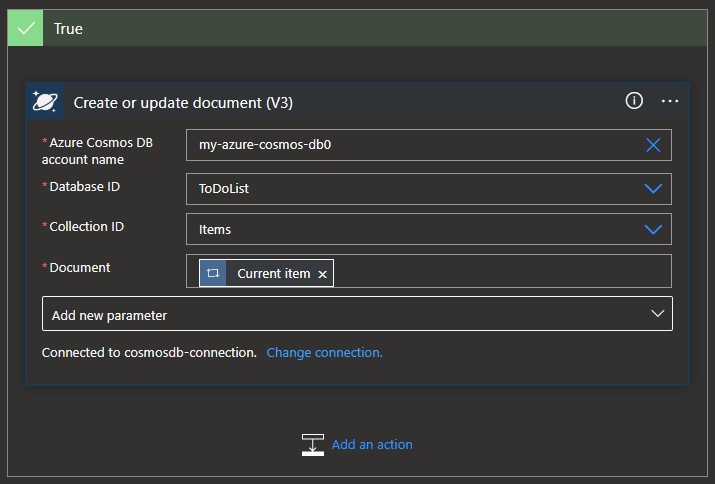 True
Create or update document (V3)
*Azure Cosmos DB account name
my-azure-cosmos-db0
*Database ID
ToDoList
*Collection ID
Items
*Document
Current item
Add new parameter
Connected to cosmosdb-connection. Change connection.
Add an action